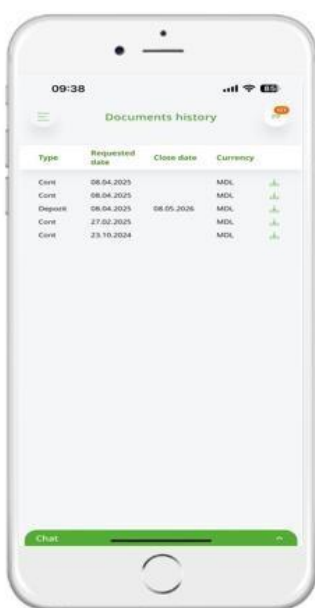 09:38
Documents history
Type Requested date Close date Currency
Cont 08.04.2025 MDL
Cont 08.04.2025 MDL
Depozit 08.04.2025 08.05.2026 MDL
Cont 27.02.2025 MDL
Cont 23.10.2024 MDL
Chat